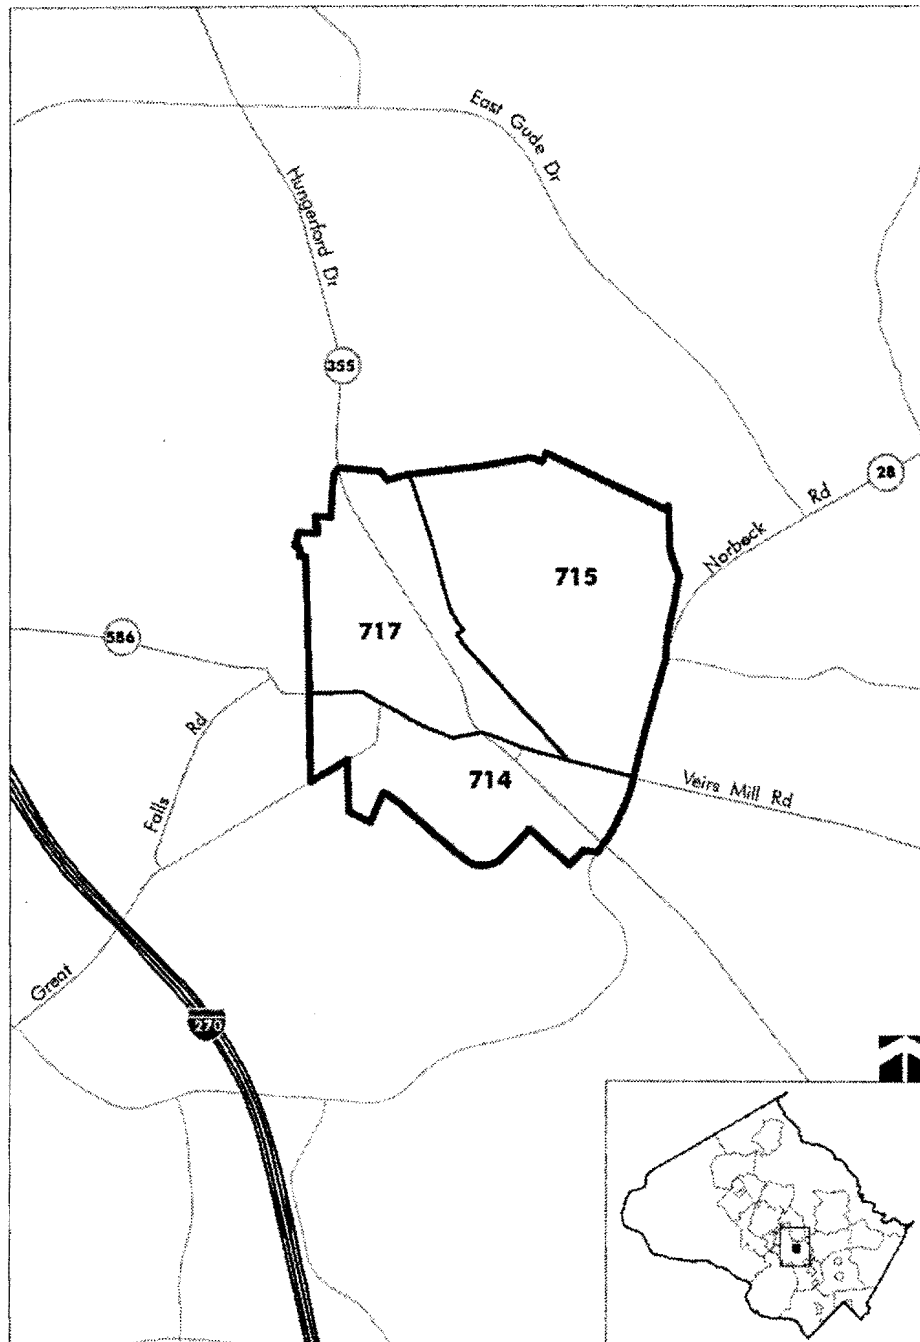 East Gude Dr
Hungerford Dr
355
28
Norbeck Rd
715
717
586
Falls Rd
714
Veirs Mill Rd
Great
270